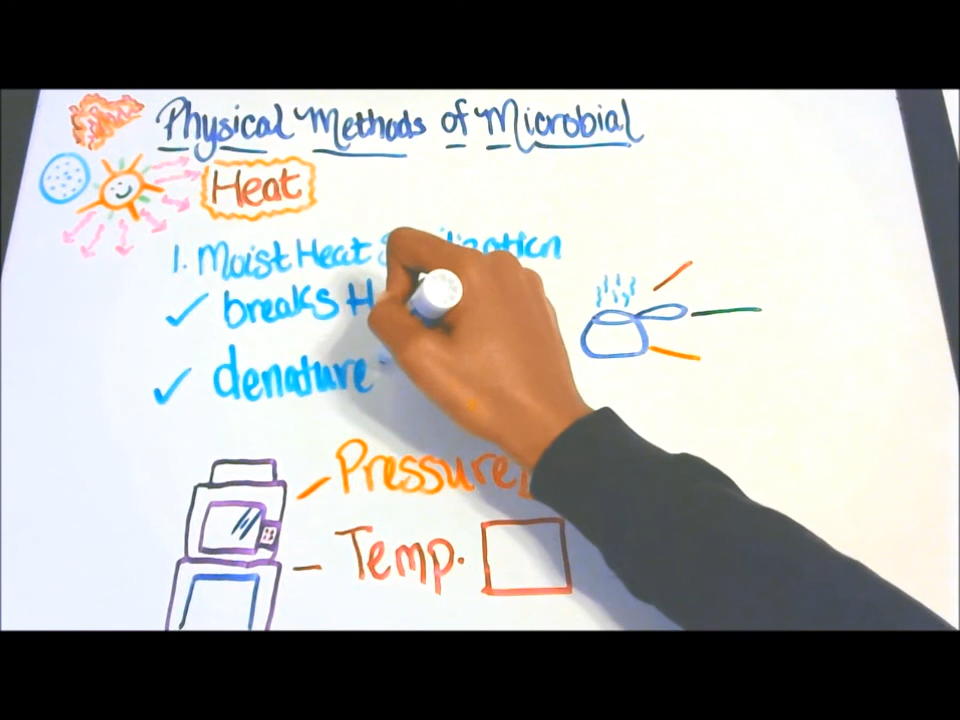 Physical Methods of Microbial
Heat
1. Moist Heat
✓ breaks H
✓ denature
Pressure
Temp.